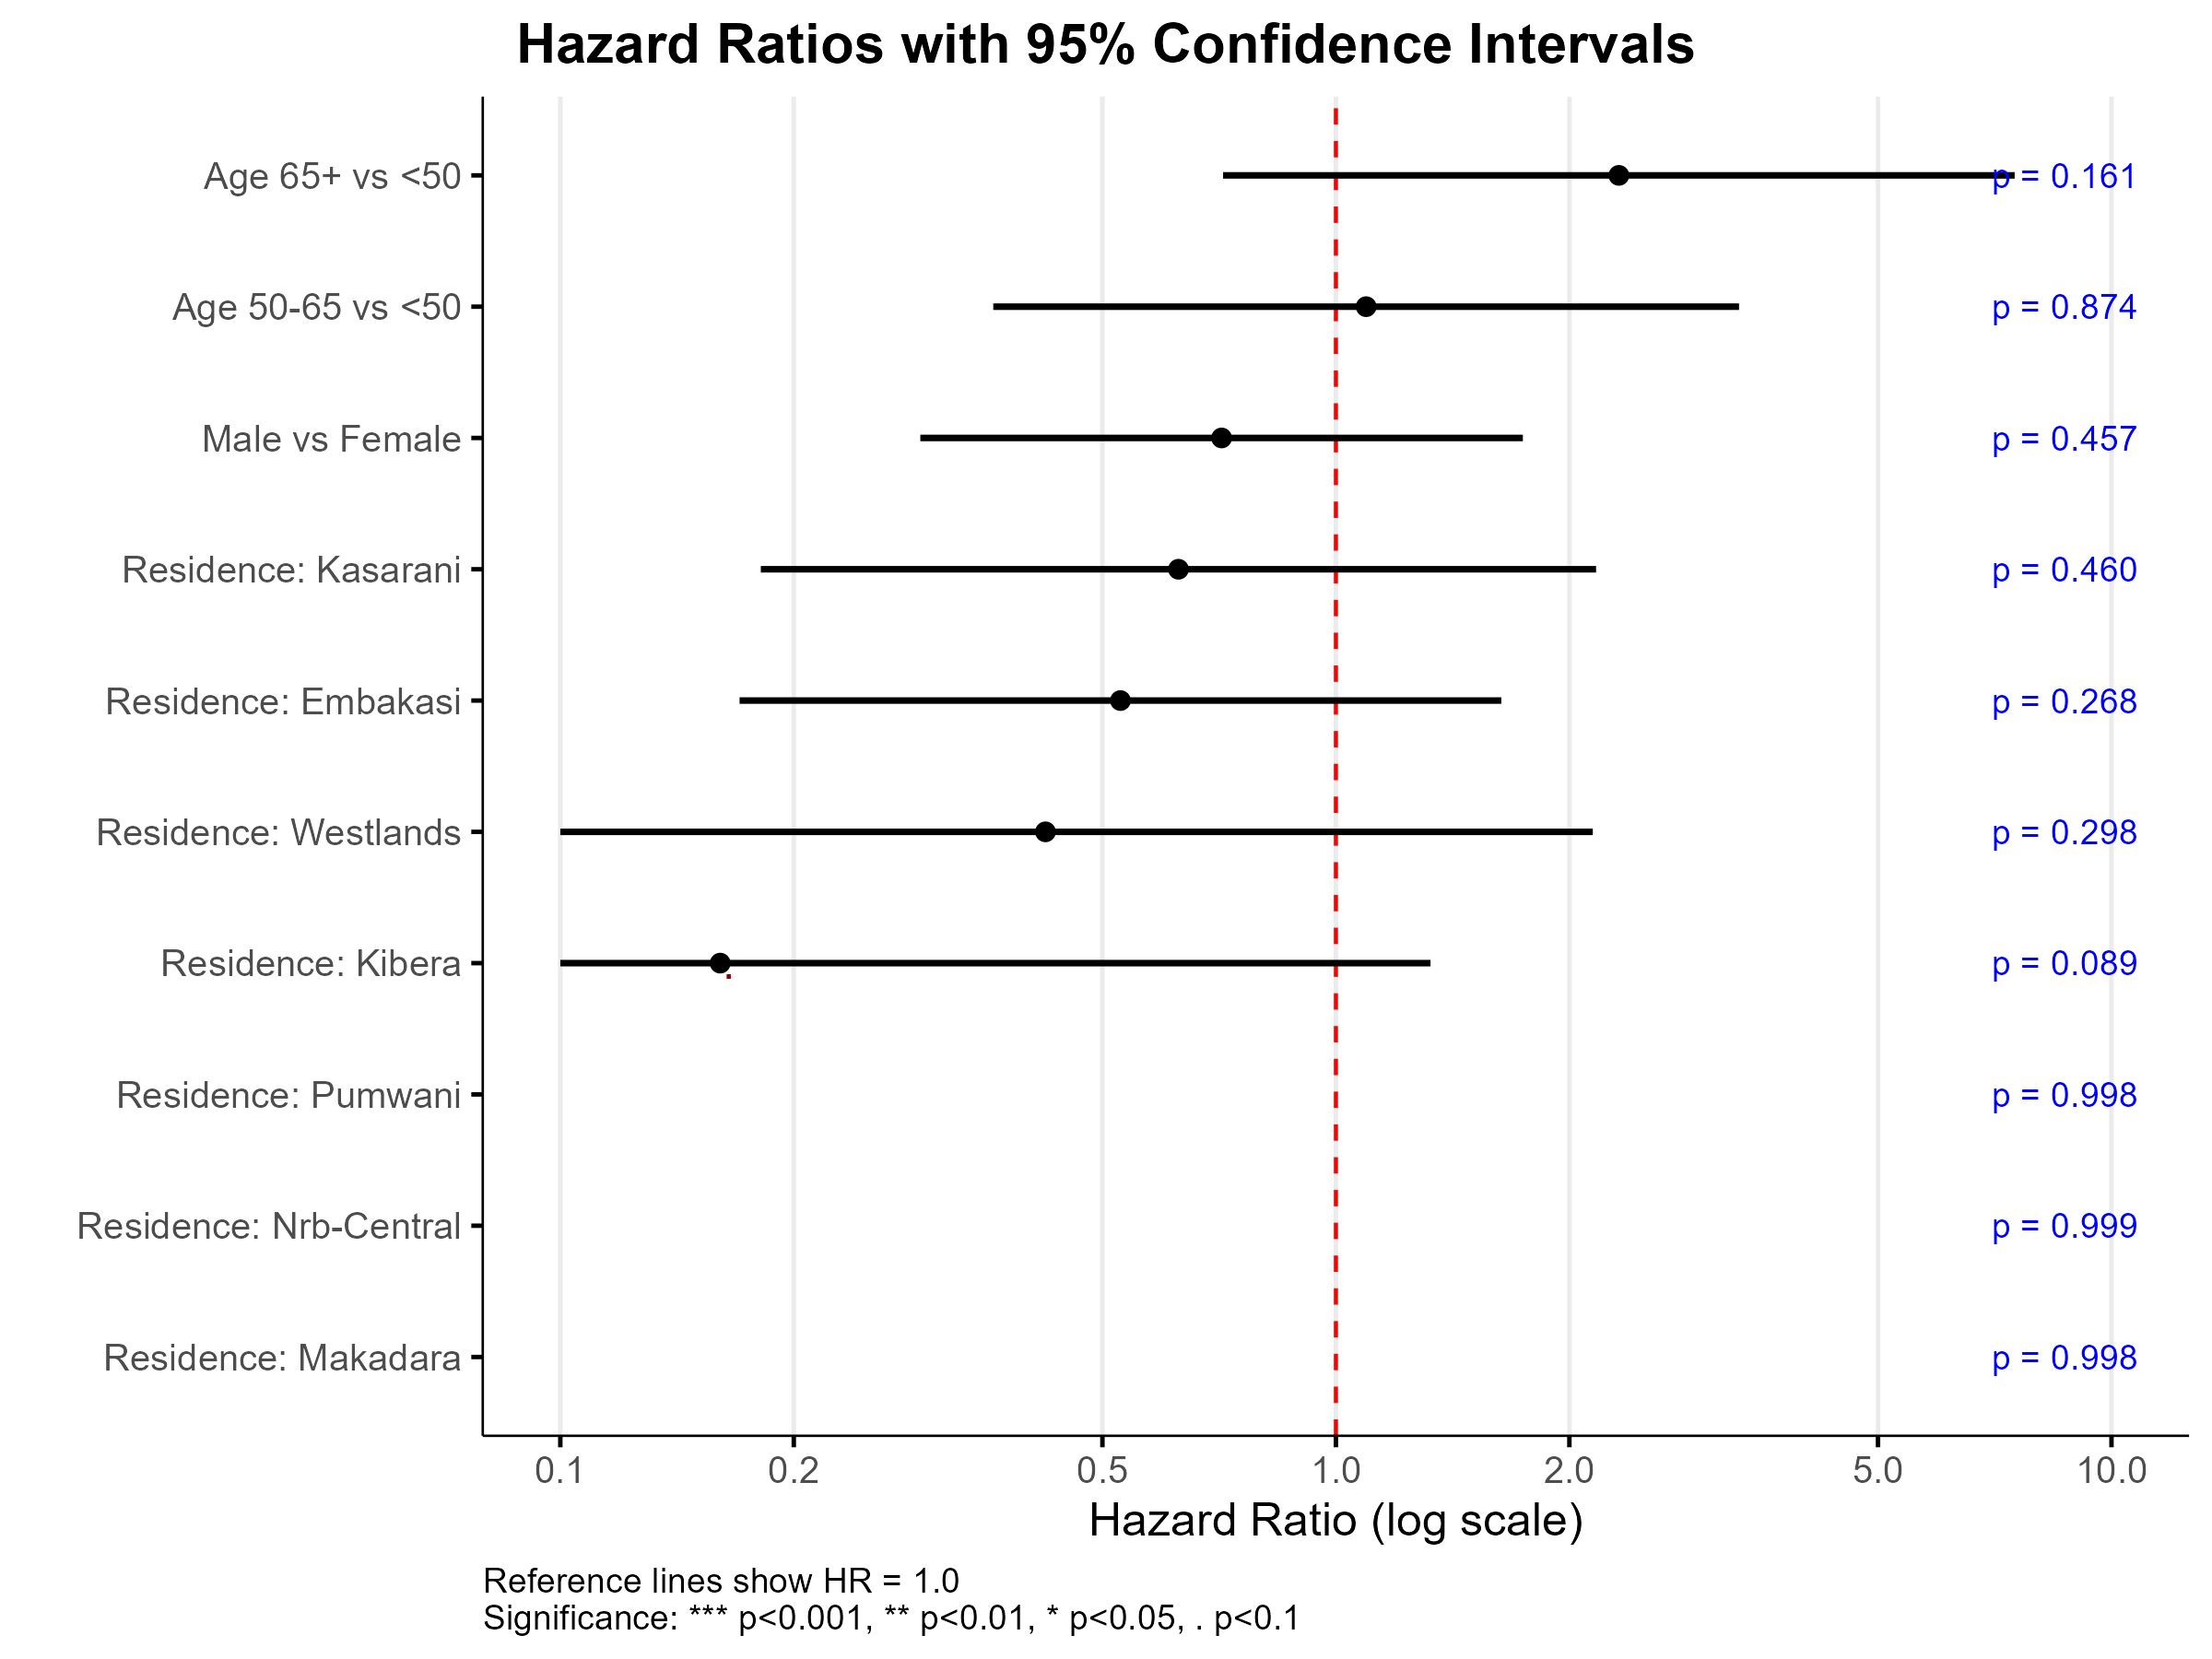 Hazard Ratios with 95% Confidence Intervals
Age 65+ vs <50 p = 0.161
Age 50-65 vs <50 p = 0.874
Male vs Female p = 0.457
Residence: Kasarani p = 0.460
Residence: Embakasi p = 0.268
Residence: Westlands p = 0.298
Residence: Kibera . p = 0.089
Residence: Pumwani p = 0.998
Residence: Nrb-Central p = 0.999
Residence: Makadara p = 0.998
0.1 0.2 0.5 1.0 2.0 5.0 10.0
Hazard Ratio (log scale)
Reference lines show HR = 1.0
Significance: *** p<0.001, ** p<0.01, * p<0.05, . p<0.1